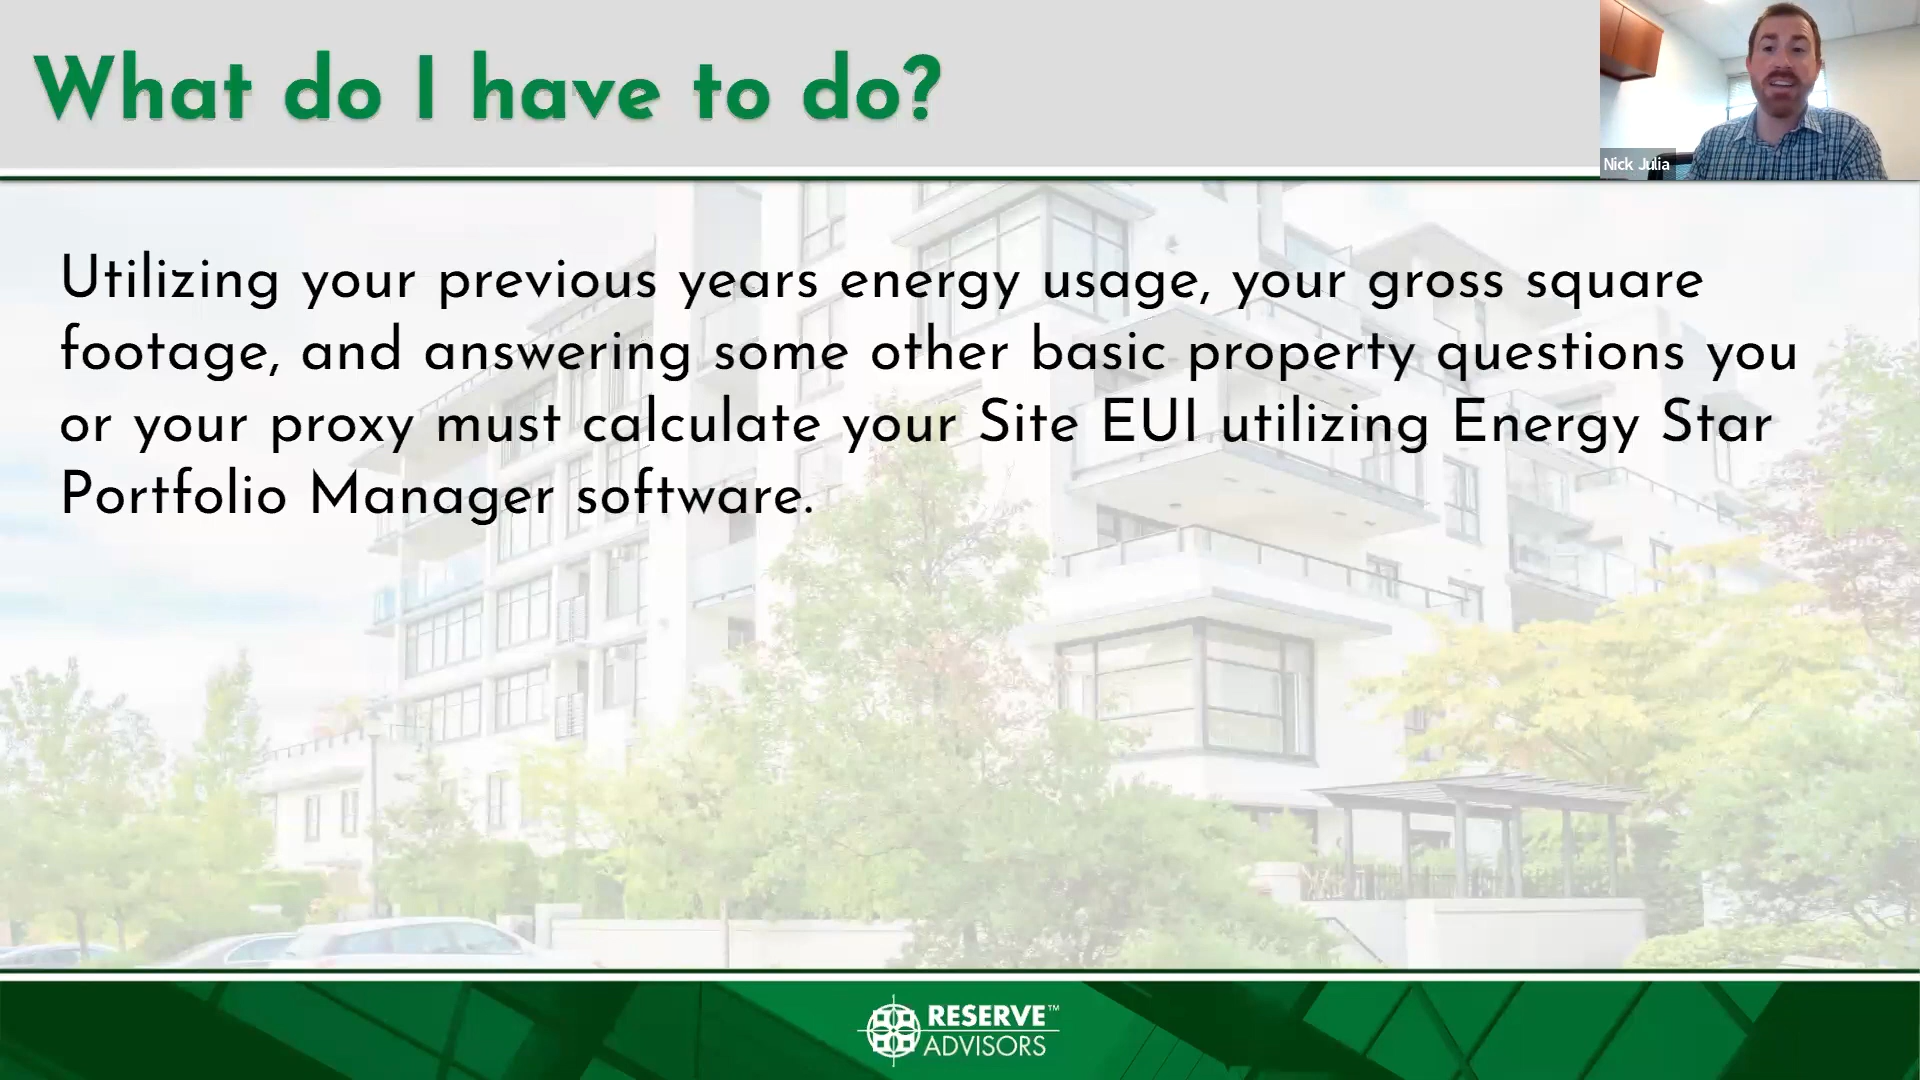 What do I have to do?
Nick Julia
Utilizing your previous years energy usage, your gross square
footage, and answering some other basic property questions you
or your proxy must calculate your Site EUI utilizing Energy Star
Portfolio Manager software.
RESERVE™
ADVISORS